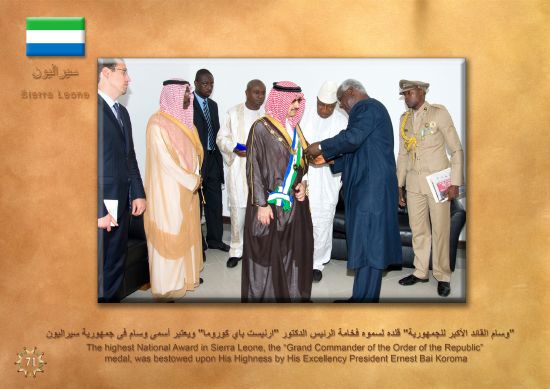 سيراليون
Sierra Leone
"وسام القائد الأكبر للجمهورية" قلده لسموه فخامة الرئيس الدكتور "ارنيست باي كوروما" ويعتبر أسمى وسام في جمهورية سيراليون
The highest National Award in Sierra Leone, the "Grand Commander of the Order of the Republic"
medal, was bestowed upon His Highness by His Excellency President Ernest Bai Koroma
71